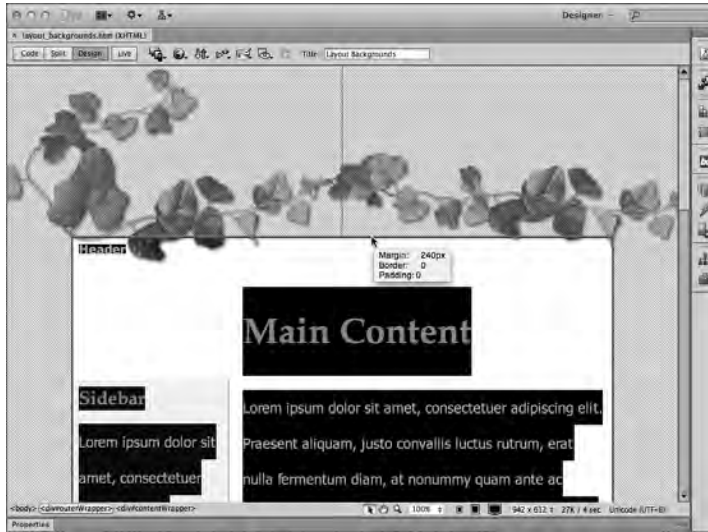 Designer
× layout_backgrounds.htm (XHTML)
Code Split Design Live Title: Layout Backgrounds
Header
Margin: 240px
Border: 0
Padding: 0
Main Content
Sidebar
Lorem ipsum dolor sit
amet, consectetuer
Lorem ipsum dolor sit amet, consectetuer adipiscing elit.
Praesent aliquam, justo convallis luctus rutrum, erat
nulla fermentum diam, at nonummy quam ante ac
<body> <div#outerWrapper> <div#contentWrapper> 100% 942 x 612 27K / 4 sec Unicode (UTF-8)
Properties